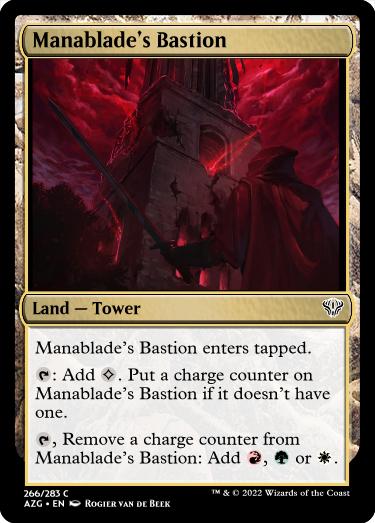 Manablade's Bastion
Land — Tower
Manablade's Bastion enters tapped.
: Add . Put a charge counter on
Manablade's Bastion if it doesn't have
one.
, Remove a charge counter from
Manablade's Bastion: Add , or .
266/283 C
AZG • EN Rogier van de Beek
™ & © 2022 Wizards of the Coast